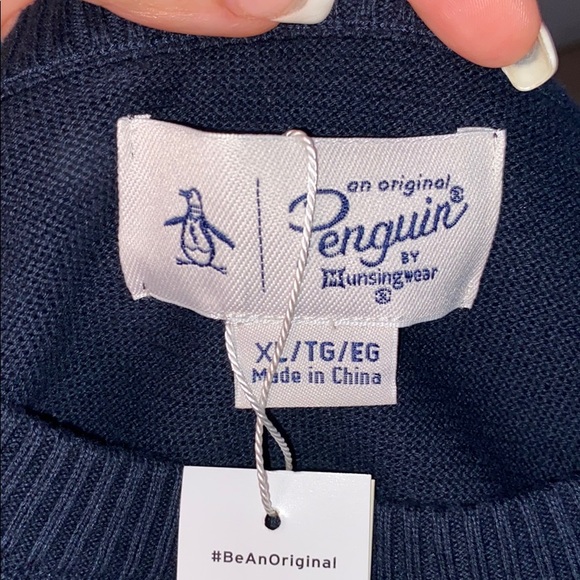 an original
Penguin®
BY
Munsingwear
®
XL/TG/EG
Made in China
#BeAnOriginal